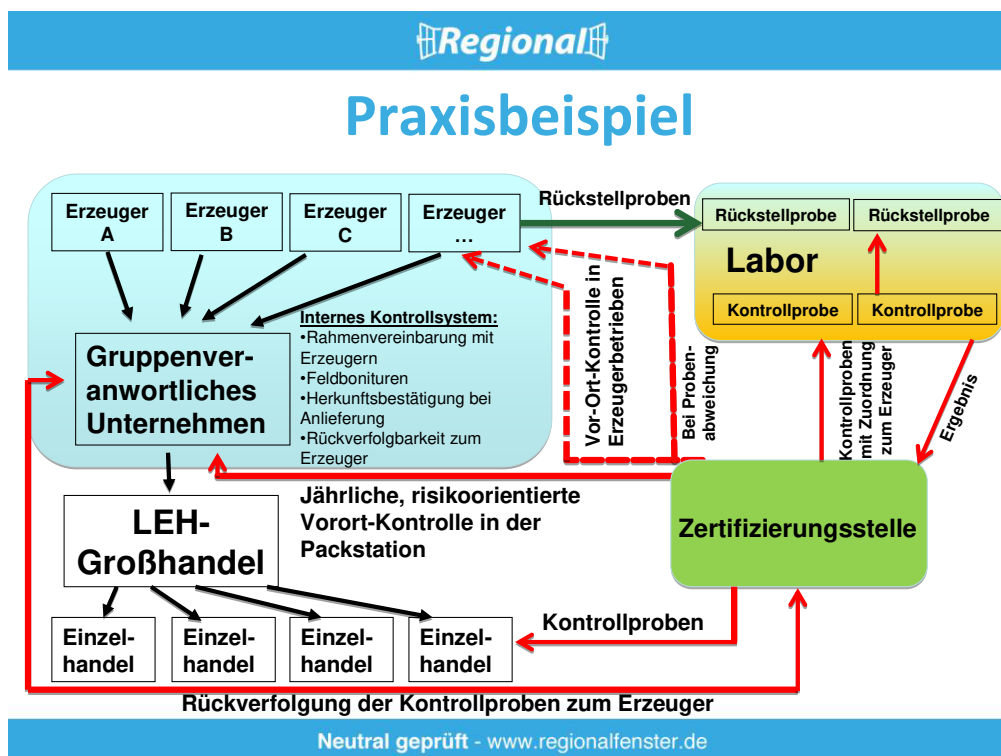 Regional
Praxisbeispiel
Erzeuger
A
Erzeuger
B
Erzeuger
C
Erzeuger
...
Rückstellproben
Rückstellprobe
Rückstellprobe
Labor
Kontrollprobe
Kontrollprobe
Internes Kontrollsystem:
•Rahmenvereinbarung mit
Erzeugern
•Feldbonituren
•Herkunftsbestätigung bei
Anlieferung
•Rückverfolgbarkeit zum
Erzeuger
Gruppenver-
anwortliches
Unternehmen
Vor-Ort-Kontrolle in
Erzeugerbetrieben
Bei Proben-
abweichung
Kontrollproben
mit Zuordnung
zum Erzeuger
Ergebnis
Jährliche, risikoorientierte
Vorort-Kontrolle in der
Packstation
LEH-
Großhandel
Zertifizierungsstelle
Einzel-
handel
Einzel-
handel
Einzel-
handel
Einzel-
handel
Kontrollproben
Rückverfolgung der Kontrollproben zum Erzeuger
Neutral geprüft - www.regionalfenster.de